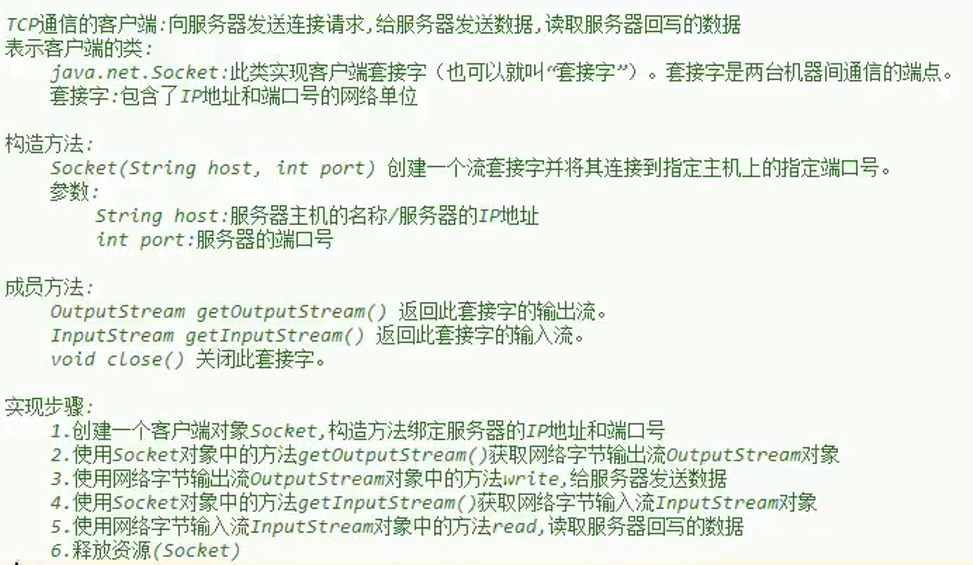 TCP通信的客户端:向服务器发送连接请求,给服务器发送数据,读取服务器回写的数据
表示客户端的类:
java.net.Socket:此类实现客户端套接字（也可以就叫“套接字”）。套接字是两台机器间通信的端点。
套接字:包含了IP地址和端口号的网络单位
构造方法:
Socket(String host, int port) 创建一个流套接字并将其连接到指定主机上的指定端口号。
参数:
String host:服务器主机的名称/服务器的IP地址
int port:服务器的端口号
成员方法:
OutputStream getOutputStream() 返回此套接字的输出流。
InputStream getInputStream() 返回此套接字的输入流。
void close() 关闭此套接字。
实现步骤:
1.创建一个客户端对象Socket,构造方法绑定服务器的IP地址和端口号
2.使用Socket对象中的方法getOutputStream()获取网络字节输出流OutputStream对象
3.使用网络字节输出流OutputStream对象中的方法write,给服务器发送数据
4.使用Socket对象中的方法getInputStream()获取网络字节输入流InputStream对象
5.使用网络字节输入流InputStream对象中的方法read,读取服务器回写的数据
6.释放资源(Socket)